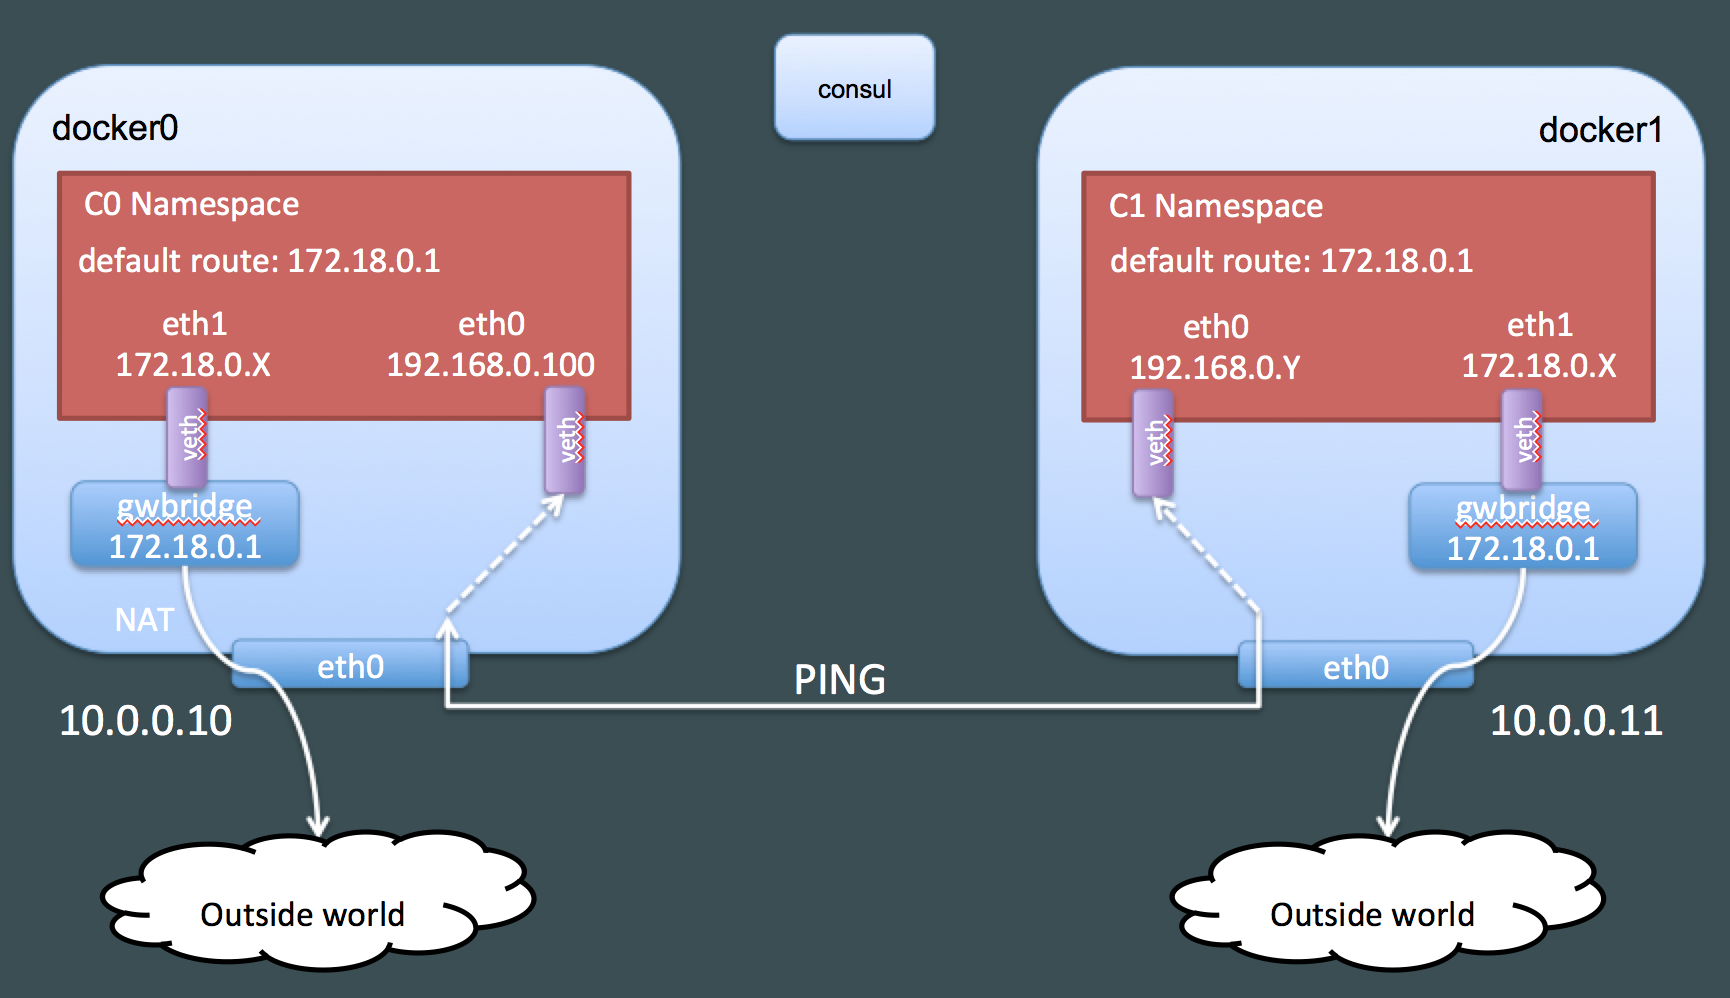 consul
docker0
C0 Namespace
default route: 172.18.0.1
eth1
172.18.0.X
eth0
192.168.0.100
veth
veth
gwbridge
172.18.0.1
NAT
eth0
10.0.0.10
Outside world
PING
docker1
C1 Namespace
default route: 172.18.0.1
eth0
192.168.0.Y
eth1
172.18.0.X
veth
veth
gwbridge
172.18.0.1
eth0
10.0.0.11
Outside world